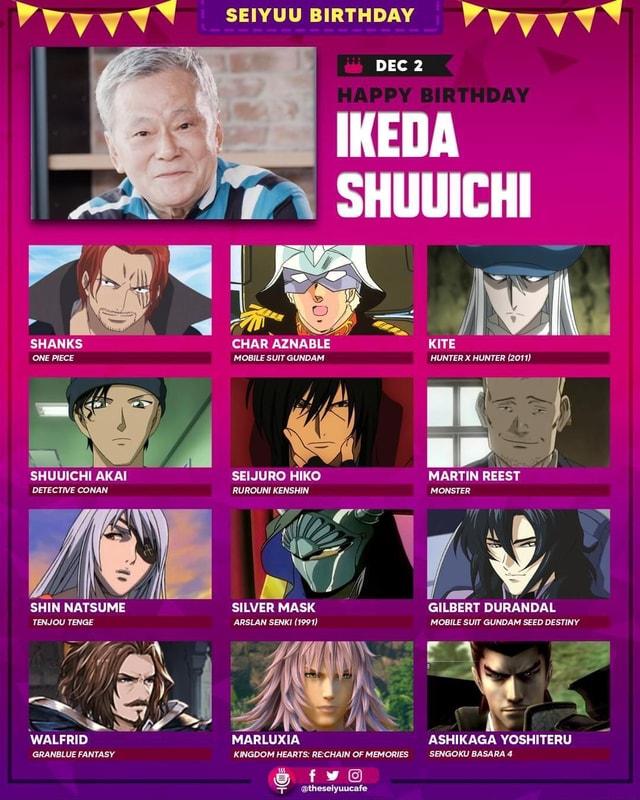 SEIYUU BIRTHDAY
DEC 2
HAPPY BIRTHDAY
IKEDA
SHUUICHI
SHANKS
ONE PIECE
CHAR AZNABLE
MOBILE SUIT GUNDAM
KITE
HUNTER X HUNTER (2011)
SHUUICHI AKAI
DETECTIVE CONAN
SEIJURO HIKO
RUROUNI KENSHIN
MARTIN REEST
MONSTER
SHIN NATSUME
TENJOU TENGE
SILVER MASK
ARSLAN SENKI (1991)
GILBERT DURANDAL
MOBILE SUIT GUNDAM SEED DESTINY
WALFRID
GRANBLUE FANTASY
MARLUXIA
KINGDOM HEARTS: RE:CHAIN OF MEMORIES
ASHIKAGA YOSHITERU
SENGOKU BASARA 4
@theseiyuucafe